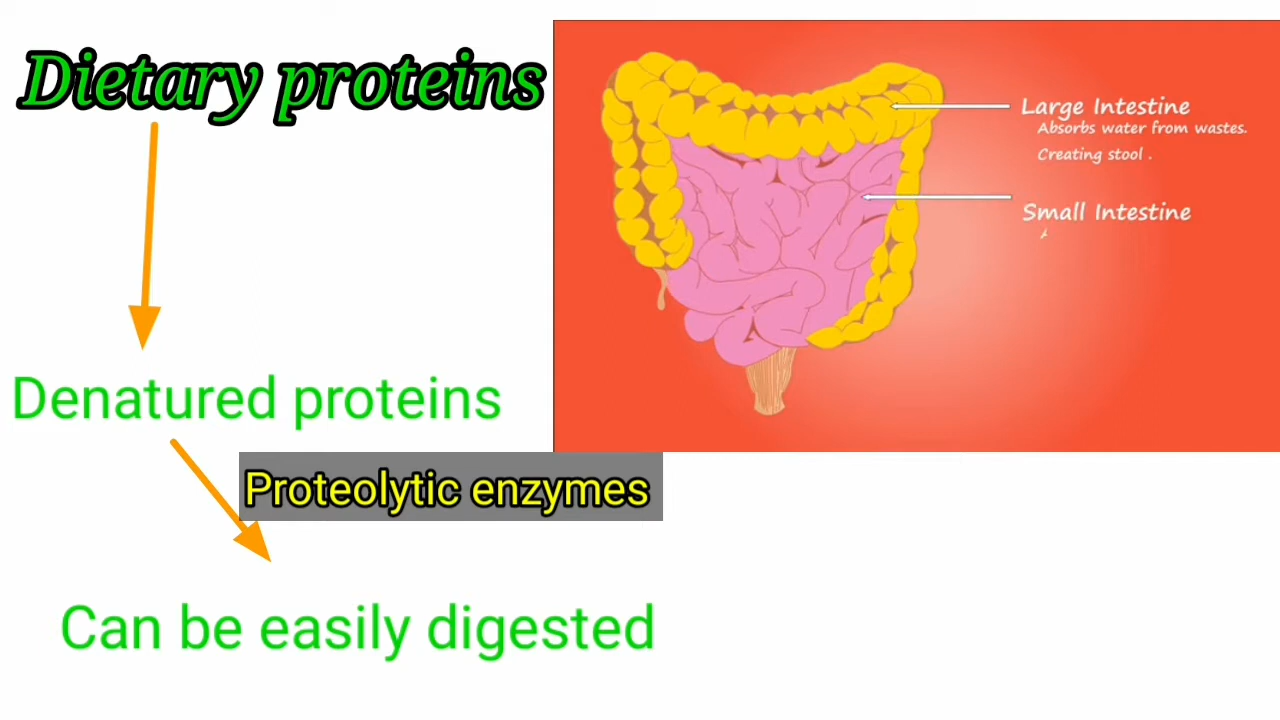 Dietary proteins
Denatured proteins
Proteolytic enzymes
Can be easily digested
Large Intestine
Absorbs water from wastes.
Creating stool .
Small Intestine